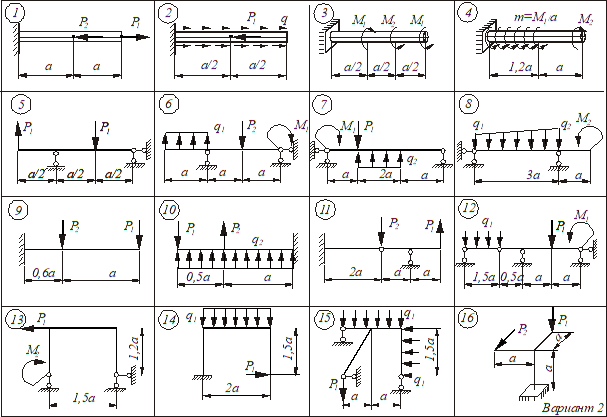 1 2 3 4
P₁ P₁ P₁ q M₁ M₂ M₁ m=M₁a M₂
a a a/2 a/2 a/2 a/2 a/2 1,2a a
5 6 7 8
P₁ P₁ q₁ P₂ M₁ M₁ P₁ q₂ q₁ q₂ M₂
a/2 a/2 a/2 a a a a 2a a 3a a
9 10 11 12
P₂ P₁ P₁ P₁ q₂ P₂ P₁ q₁ P₁ M₁
0,6a a 0,5a a 2a a a 1,5a 0,5a a a
13 14 15 16
P₁ M₂ 1,2a q₁ P₁ 1,5a q₁ P₁ 1,5a q₁ P₂ P₁ a
1,5a 2a a a a a
Вариант 2